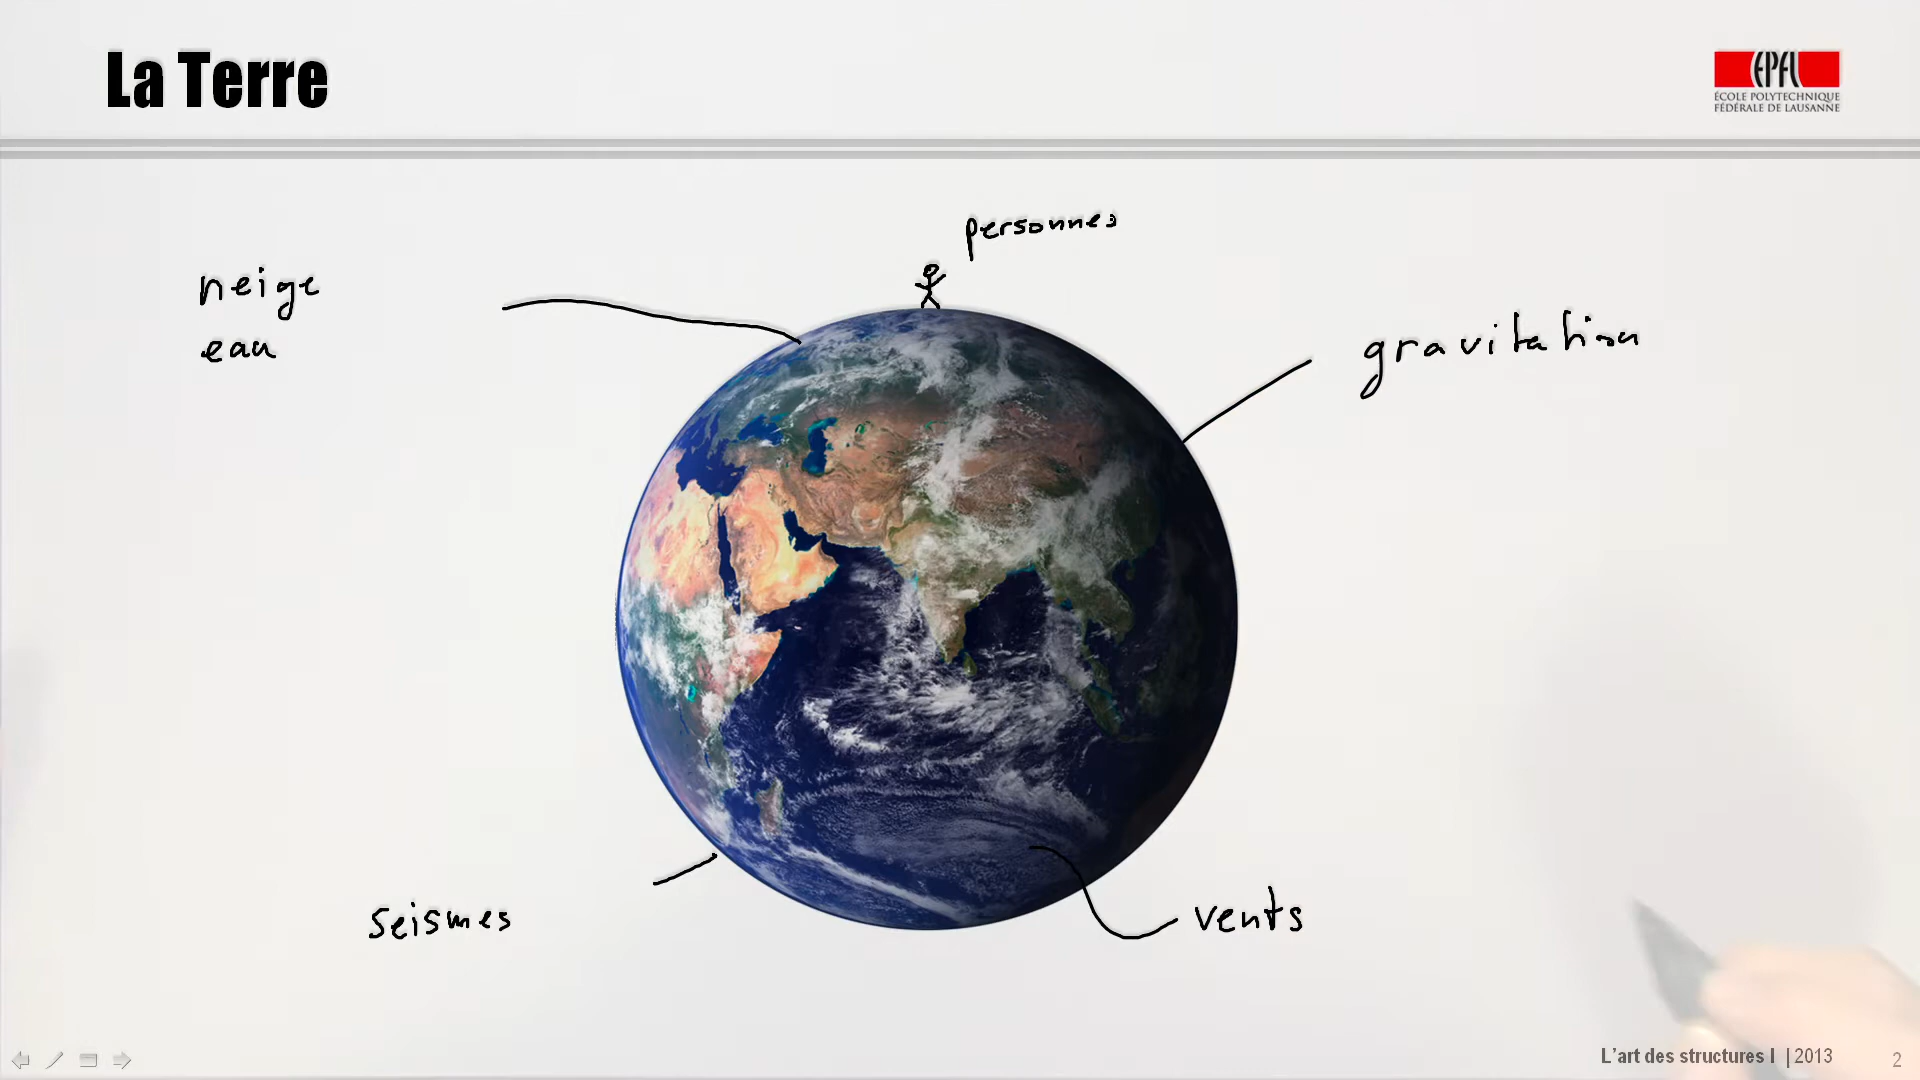 La Terre
EPFL
ÉCOLE POLYTECHNIQUE
FÉDÉRALE DE LAUSANNE
personnes
neige
eau
gravitation
seismes
vents
L'art des structures I | 2013
2